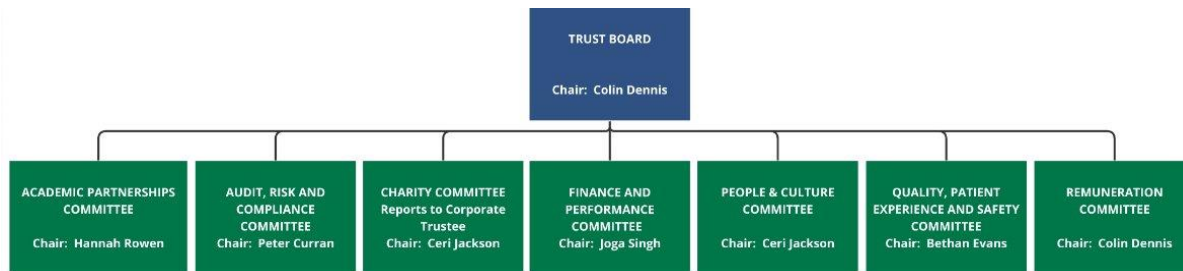 TRUST BOARD
Chair: Colin Dennis
ACADEMIC PARTNERSHIPS
COMMITTEE
Chair: Hannah Rowen
AUDIT, RISK AND
COMPLIANCE
COMMITTEE
Chair: Peter Curran
CHARITY COMMITTEE
Reports to Corporate
Trustee
Chair: Ceri Jackson
FINANCE AND
PERFORMANCE
COMMITTEE
Chair: Joga Singh
PEOPLE & CULTURE
COMMITTEE
Chair: Ceri Jackson
QUALITY, PATIENT
EXPERIENCE AND SAFETY
COMMITTEE
Chair: Bethan Evans
REMUNERATION
COMMITTEE
Chair: Colin Dennis